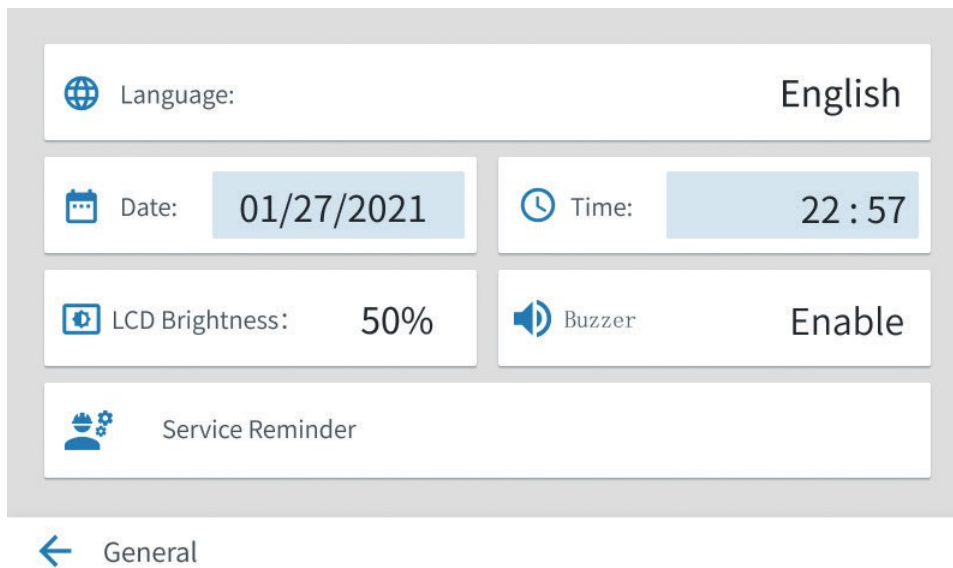 Language: English
Date: 01/27/2021 Time: 22 : 57
LCD Brightness： 50% Buzzer Enable
Service Reminder
General